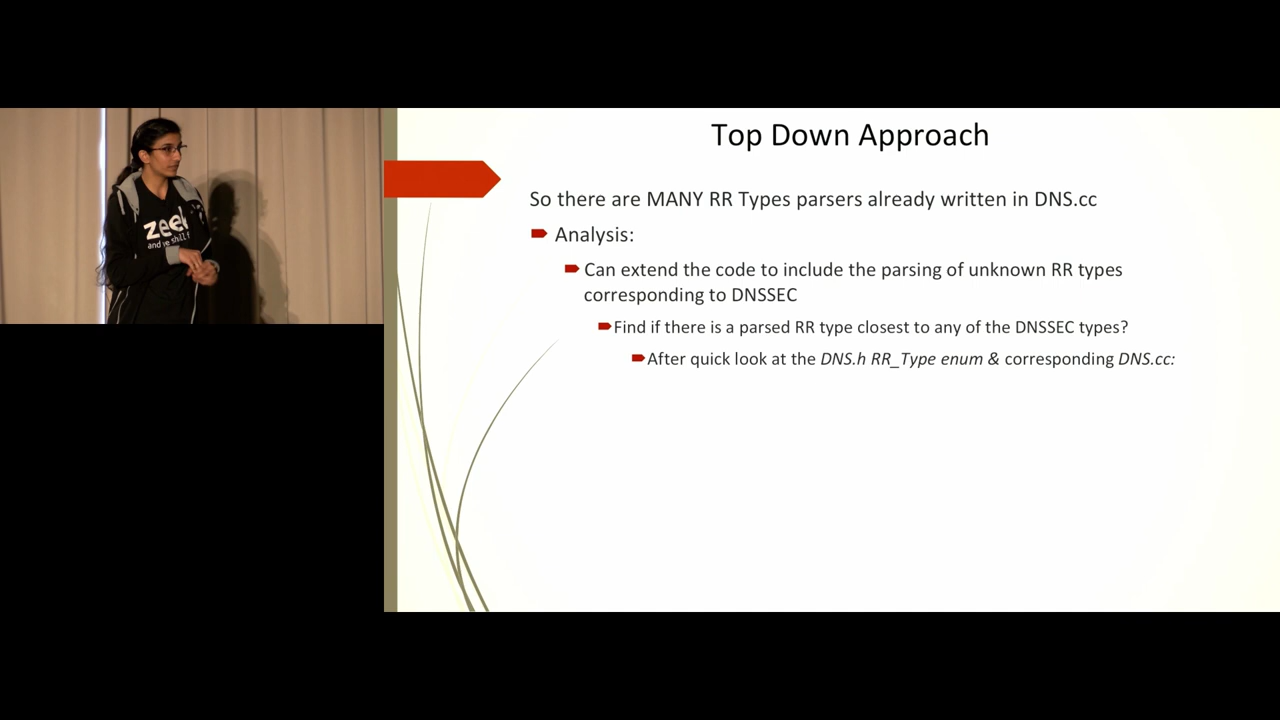 Top Down Approach
So there are MANY RR Types parsers already written in DNS.cc
Analysis:
Can extend the code to include the parsing of unknown RR types
corresponding to DNSSEC
Find if there is a parsed RR type closest to any of the DNSSEC types?
After quick look at the DNS.h RR_Type enum & corresponding DNS.cc:
zeek